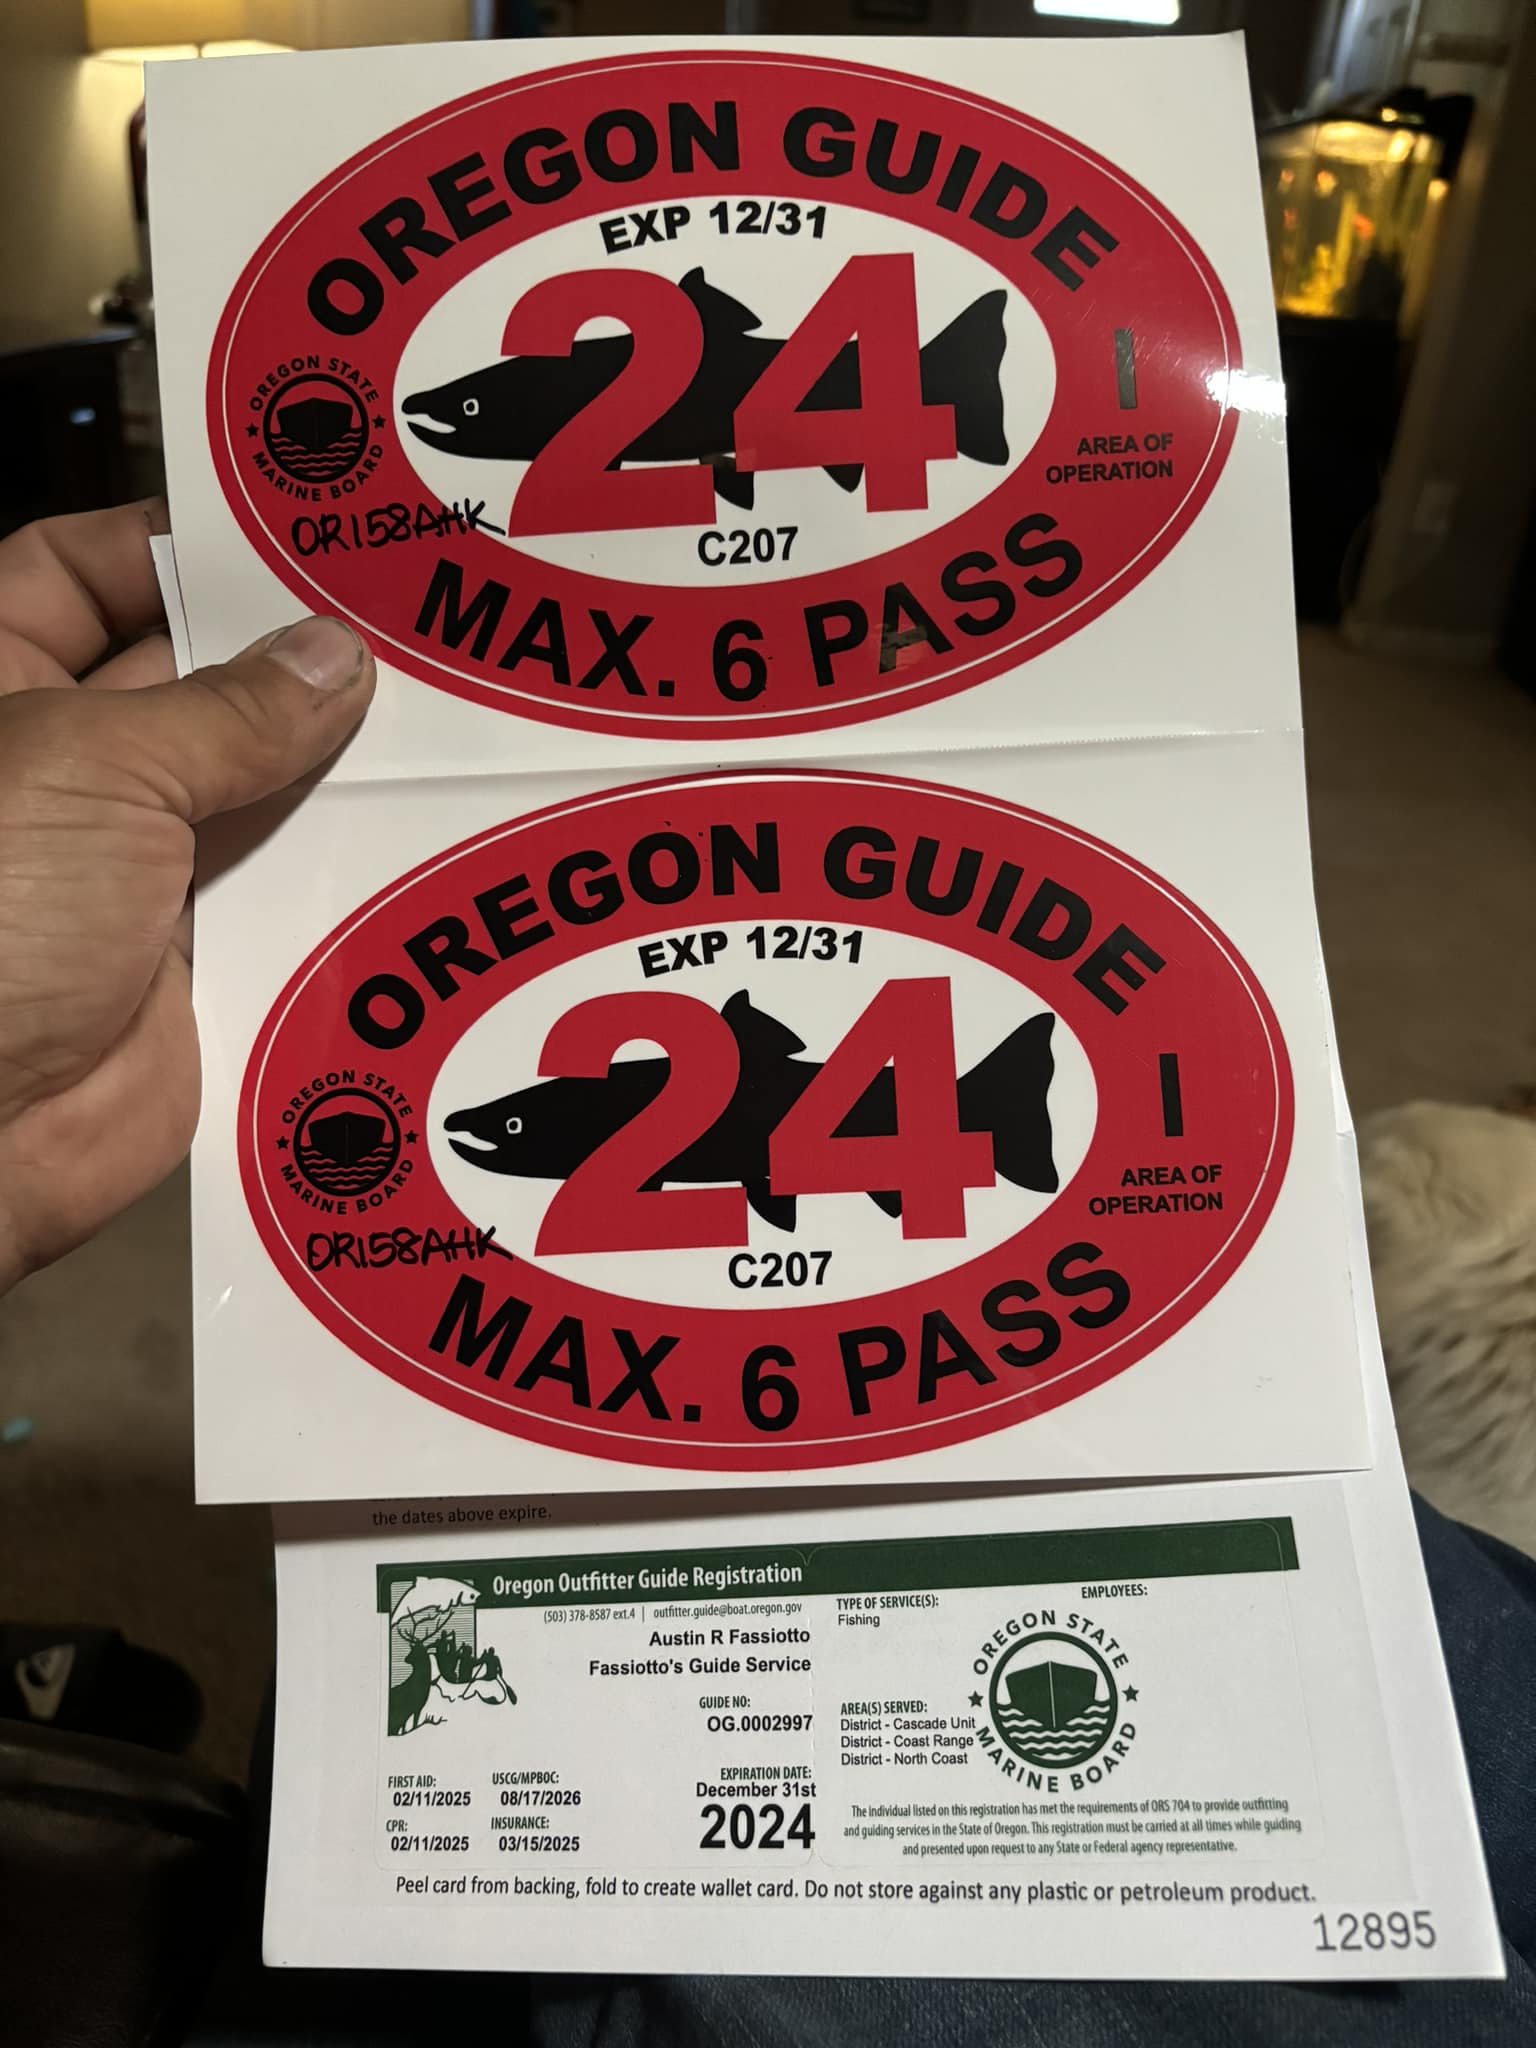 OREGON GUIDE
EXP 12/31
24
OREGON STATE
MARINE BOARD
I
AREA OF
OPERATION
OR158AHK
C207
MAX. 6 PASS
OREGON GUIDE
EXP 12/31
24
OREGON STATE
MARINE BOARD
I
AREA OF
OPERATION
OR158AHK
C207
MAX. 6 PASS
the dates above expire.
Oregon Outfitter Guide Registration
(503) 378-8587 ext.4 | outfitter.guide@boat.oregon.gov
Austin R Fassiotto
Fassiotto's Guide Service
GUIDE NO:
OG.0002997
FIRST AID:
02/11/2025
USCG/MPBOC:
08/17/2026
CPR:
02/11/2025
INSURANCE:
03/15/2025
EXPIRATION DATE:
December 31st
2024
TYPE OF SERVICE(S):
Fishing
EMPLOYEES:
AREA(S) SERVED:
District - Cascade Unit
District - Coast Range
District - North Coast
OREGON STATE
MARINE BOARD
The individual listed on this registration has met the requirements of ORS 704 to provide outfitting
and guiding services in the State of Oregon. This registration must be carried at all times while guiding
and presented upon request to any State or Federal agency representative.
Peel card from backing, fold to create wallet card. Do not store against any plastic or petroleum product.
12895